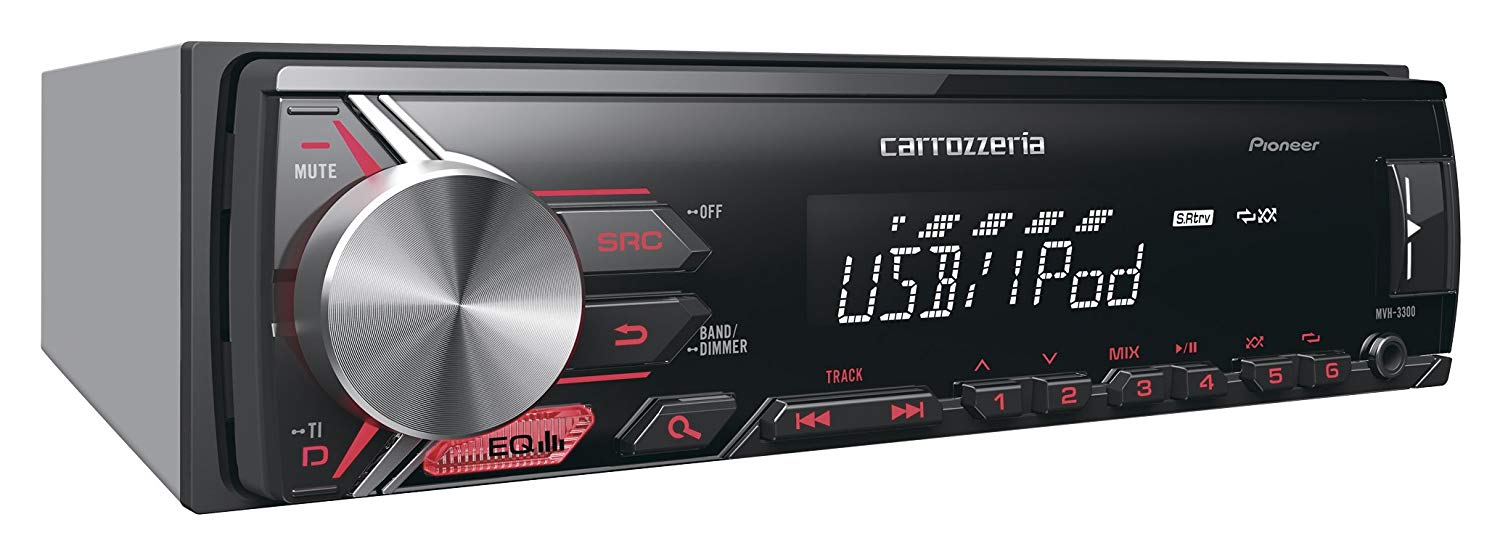 carrozzeria
Pioneer
MUTE
SRC
OFF
USB/iPod
S.Rtrv
BAND/
DIMMER
MVH-3300
TRACK
MIX
1
2
3
4
5
6
TI
D
EQ